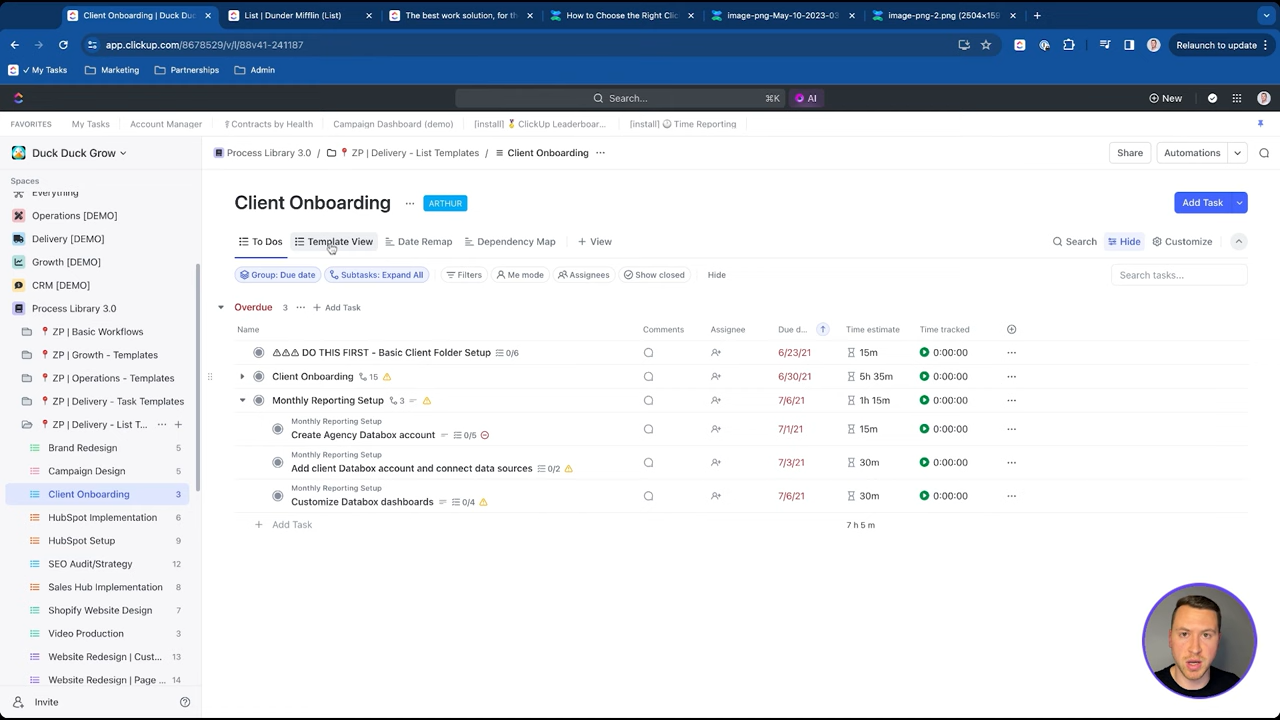 Client Onboarding | Duck Duc
List | Dunder Mifflin (List)
The best work solution, for th
How to Choose the Right Clic
image-png-May-10-2023-03
image-png-2.png (2504×159
app.clickup.com/8678529/v/l/88v41-241187
Relaunch to update
✓ My Tasks
Marketing
Partnerships
Admin
Search...
⌘K
AI
New
FAVORITES
My Tasks
Account Manager
Contracts by Health
Campaign Dashboard (demo)
[install] 🏅 ClickUp Leaderboar...
[install] Time Reporting
Duck Duck Grow
Process Library 3.0 / 📍 ZP | Delivery - List Templates / Client Onboarding ...
Share
Automations
Spaces
Everything
Operations [DEMO]
Delivery [DEMO]
Growth [DEMO]
CRM [DEMO]
Process Library 3.0
📍 ZP | Basic Workflows
📍 ZP | Growth - Templates
📍 ZP | Operations - Templates
📍 ZP | Delivery - Task Templates
📍 ZP | Delivery - List T... ... +
Brand Redesign 5
Campaign Design 5
Client Onboarding 3
HubSpot Implementation 6
HubSpot Setup 9
SEO Audit/Strategy 12
Sales Hub Implementation 8
Shopify Website Design 7
Video Production 3
Website Redesign | Cust... 13
Website Redesign | Page ... 14
Invite
Client Onboarding ... ARTHUR
Add Task
To Dos
Template View
Date Remap
Dependency Map
+ View
Search
Hide
Customize
Group: Due date
Subtasks: Expand All
Filters
Me mode
Assignees
Show closed
Hide
Search tasks...
Overdue 3 ... + Add Task
Name Comments Assignee Due d... Time estimate Time tracked
⚠⚠⚠ DO THIS FIRST - Basic Client Folder Setup 0/6 6/23/21 15m 0:00:00 ...
Client Onboarding 15 6/30/21 5h 35m 0:00:00 ...
Monthly Reporting Setup 3 7/6/21 1h 15m 0:00:00 ...
Monthly Reporting Setup
Create Agency Databox account 0/5 7/1/21 15m 0:00:00 ...
Monthly Reporting Setup
Add client Databox account and connect data sources 0/2 7/3/21 30m 0:00:00 ...
Monthly Reporting Setup
Customize Databox dashboards 0/4 7/6/21 30m 0:00:00 ...
+ Add Task 7 h 5 m